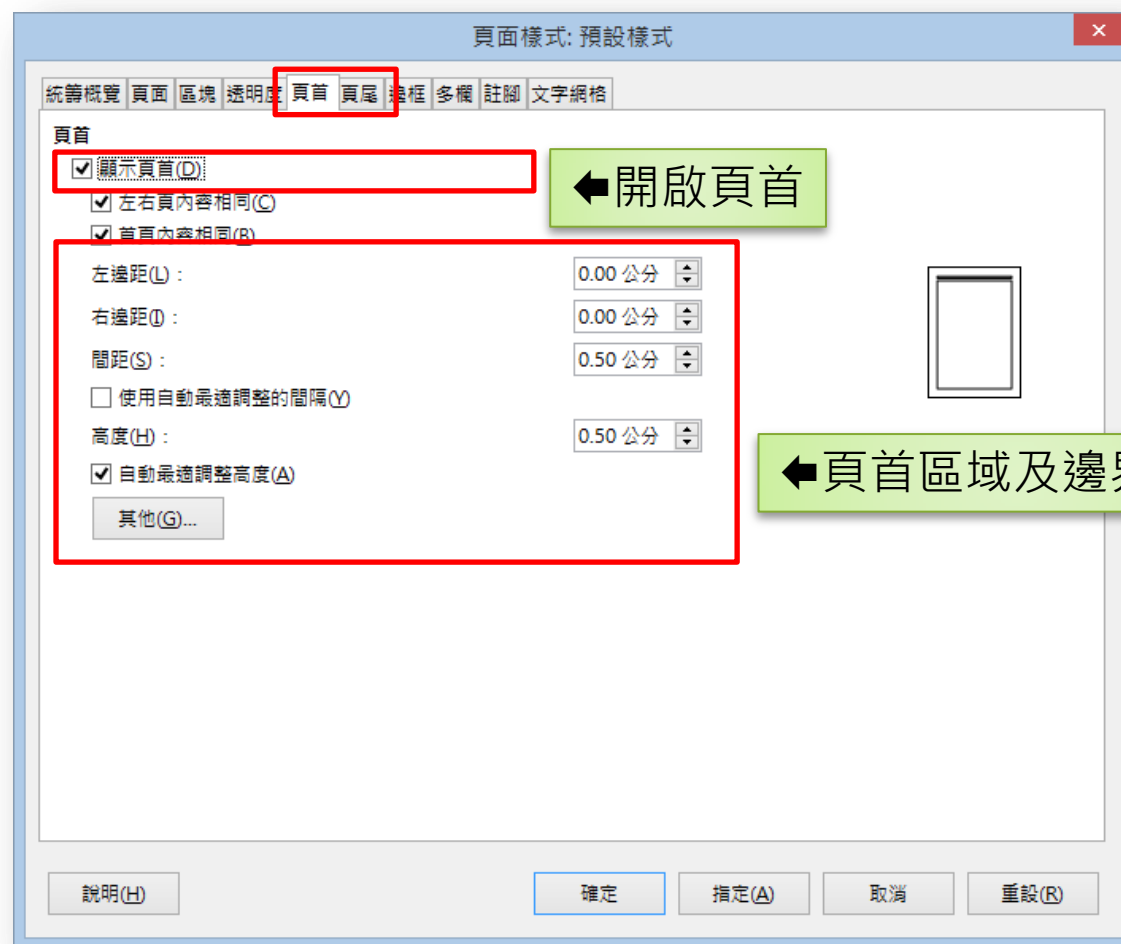 頁面樣式: 預設樣式
統籌概覽 頁面 區塊 透明度 頁首 頁尾 邊框 多欄 註腳 文字網格
頁首
顯示頁首(D)
⬅開啟頁首
左右頁內容相同(C)
首頁內容相同(B)
左邊距(L)： 0.00 公分
右邊距(I)： 0.00 公分
間距(S)： 0.50 公分
使用自動最適調整的間隔(Y)
高度(H)： 0.50 公分
⬅頁首區域及邊界
自動最適調整高度(A)
其他(G)...
說明(H) 確定 指定(A) 取消 重設(R)